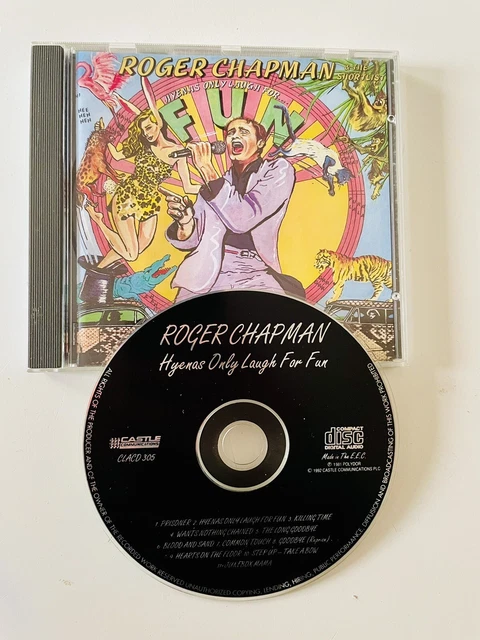 ROGER CHAPMAN & THE SHORTLIST
HYENAS ONLY LAUGH FOR....
FUN
HEE
HEH
HEH
ROGER CHAPMAN
Hyenas Only Laugh For Fun
CASTLE
COMMUNICATIONS
CLACD 305
COMPACT
disc
DIGITAL AUDIO
Made in The E.E.C.
℗ 1981 POLYDOR
© 1992 CASTLE COMMUNICATIONS PLC
1. PRISONER 2. HYENAS ONLY LAUGH FOR FUN 3. KILLING TIME
4. WANTS NOTHING CHAINED 5. THE LONG GOODBYE
6. BLOOD AND SAND 7. COMMON TOUCH 8. GOODBYE (Reprise)
9. HEARTS ON THE FLOOR 10. STEP UP - TAKE A BOW
11. JUKEBOX MAMA
ALL RIGHTS OF THE PRODUCER AND OF THE OWNER OF THE RECORDED WORK RESERVED UNAUTHORIZED COPYING, LENDING, HIRING, PUBLIC PERFORMANCE, DIFFUSION AND BROADCASTING OF THIS WORK PROHIBITED